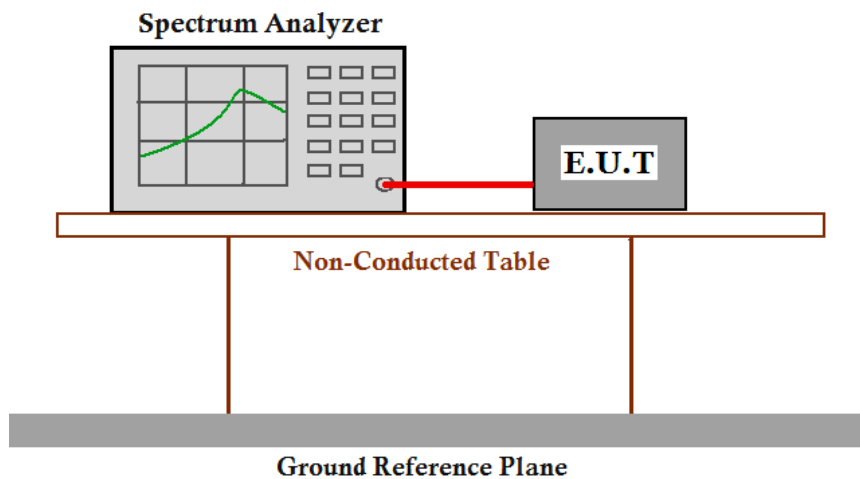 Spectrum Analyzer
E.U.T
Non-Conducted Table
Ground Reference Plane